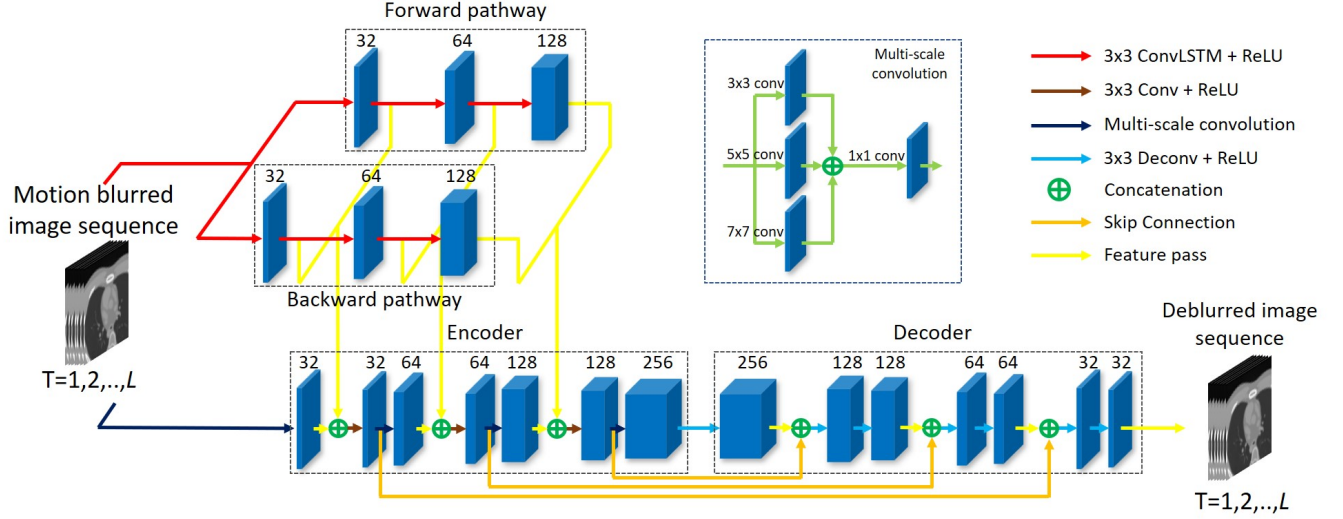 Forward pathway
32 64 128
Motion blurred
image sequence
T=1,2,..,L
32 64 128
Backward pathway
Multi-scale
convolution
3x3 conv
5x5 conv
7x7 conv
1x1 conv
3x3 ConvLSTM + ReLU
3x3 Conv + ReLU
Multi-scale convolution
3x3 Deconv + ReLU
Concatenation
Skip Connection
Feature pass
Encoder
32 32 64 64 128 128 256
Decoder
256 128 128 64 64 32 32
Deblurred image
sequence
T=1,2,..,L